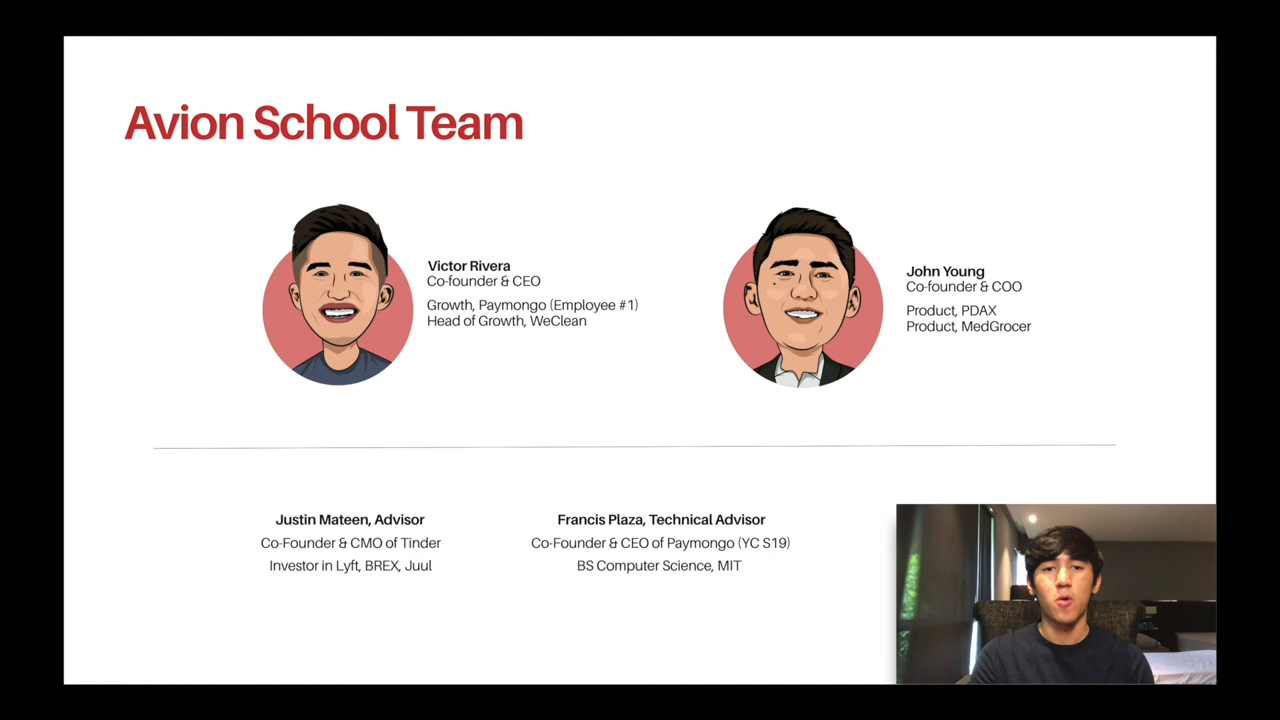 Avion School Team
Victor Rivera
Co-founder & CEO
Growth, Paymongo (Employee #1)
Head of Growth, WeClean
John Young
Co-founder & COO
Product, PDAX
Product, MedGrocer
Justin Mateen, Advisor
Co-Founder & CMO of Tinder
Investor in Lyft, BREX, Juul
Francis Plaza, Technical Advisor
Co-Founder & CEO of Paymongo (YC S19)
BS Computer Science, MIT